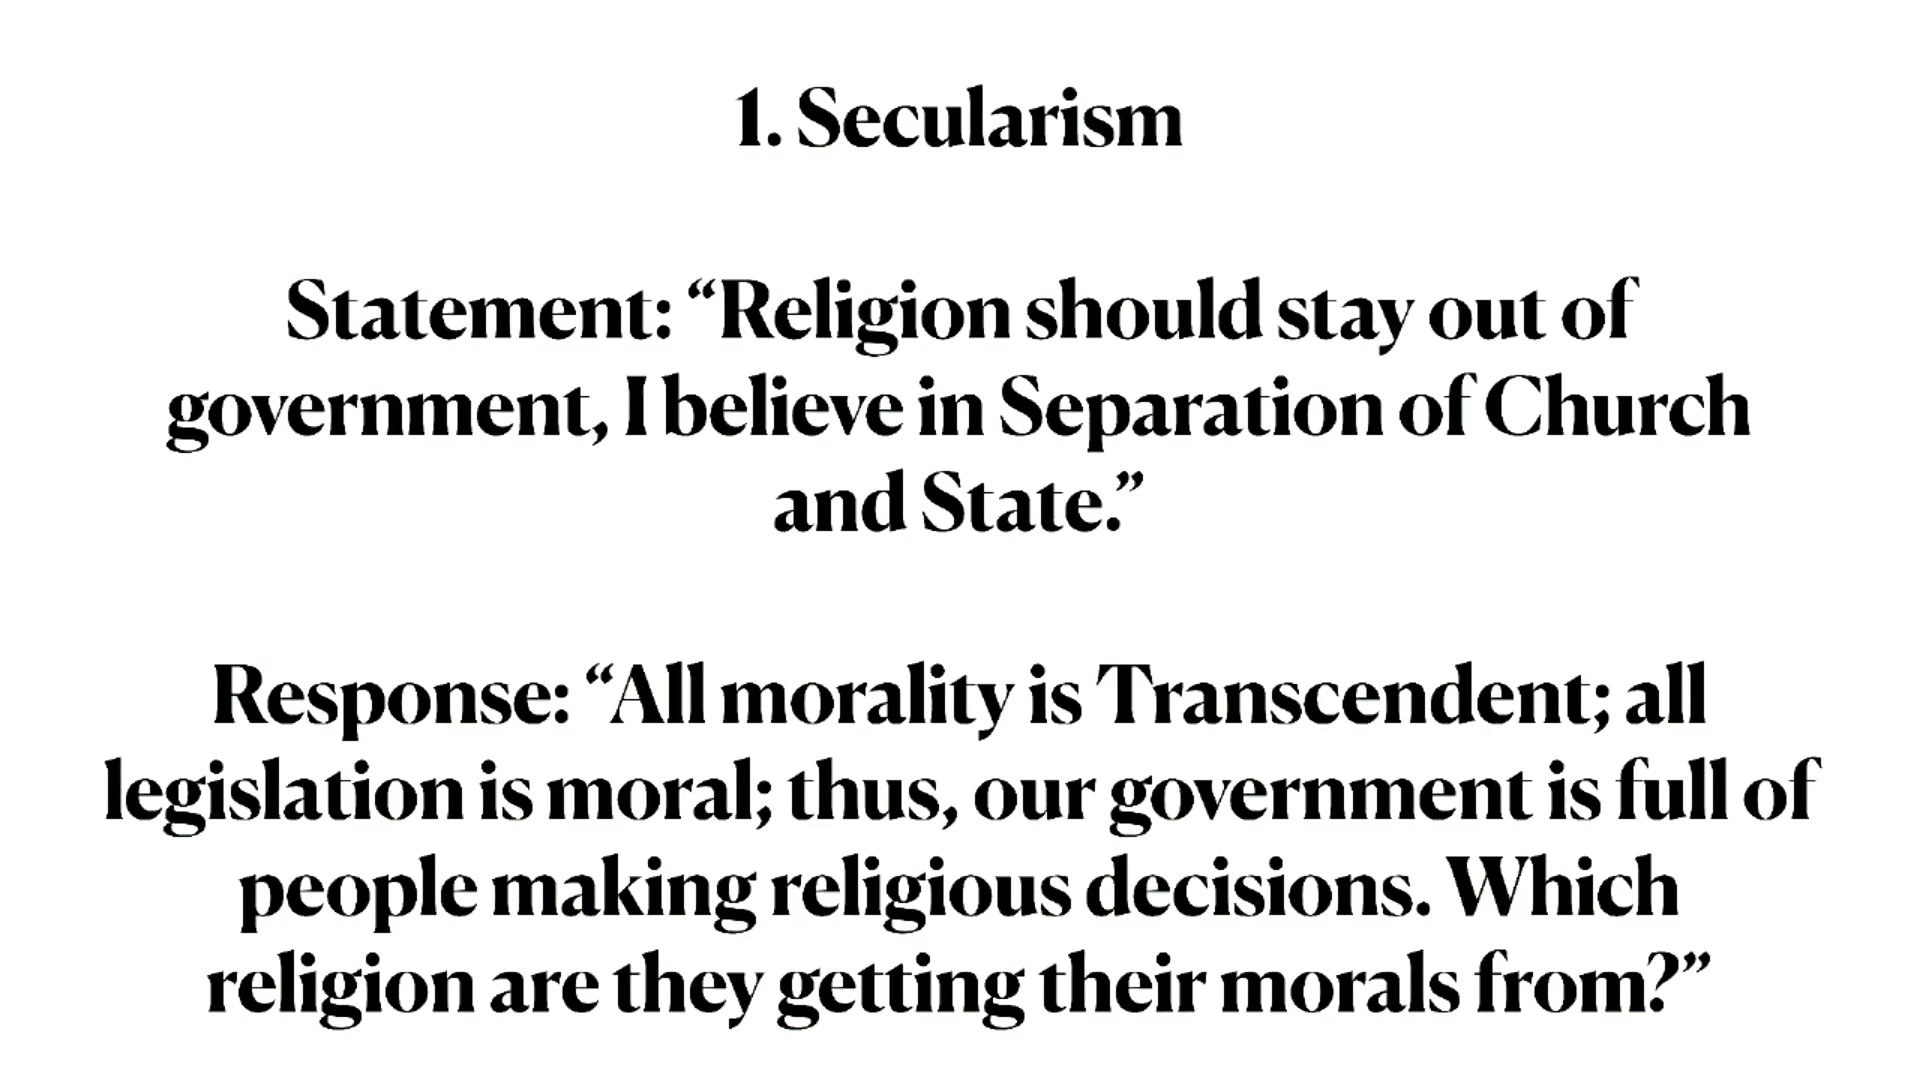 1. Secularism
Statement: “Religion should stay out of
government, I believe in Separation of Church
and State.”
Response: “All morality is Transcendent; all
legislation is moral; thus, our government is full of
people making religious decisions. Which
religion are they getting their morals from?”